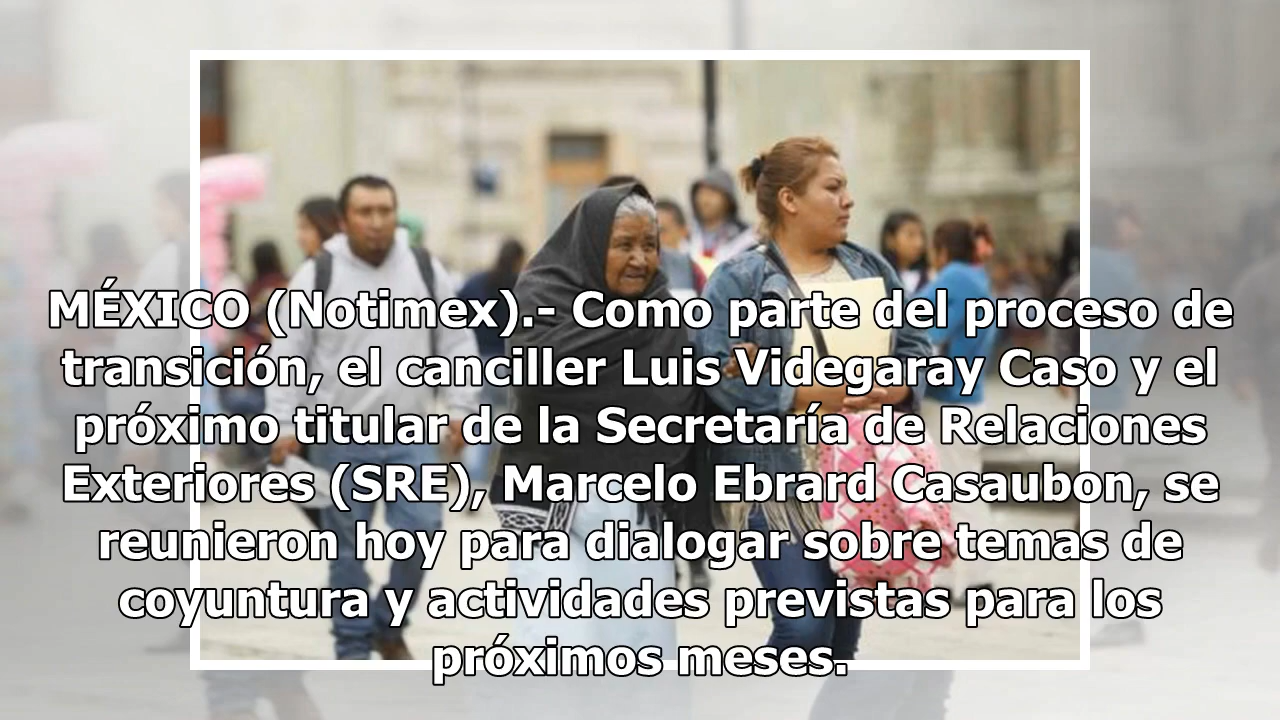 MÉXICO (Notimex).- Como parte del proceso de
transición, el canciller Luis Videgaray Caso y el
próximo titular de la Secretaría de Relaciones
Exteriores (SRE), Marcelo Ebrard Casaubon, se
reunieron hoy para dialogar sobre temas de
coyuntura y actividades previstas para los
próximos meses.